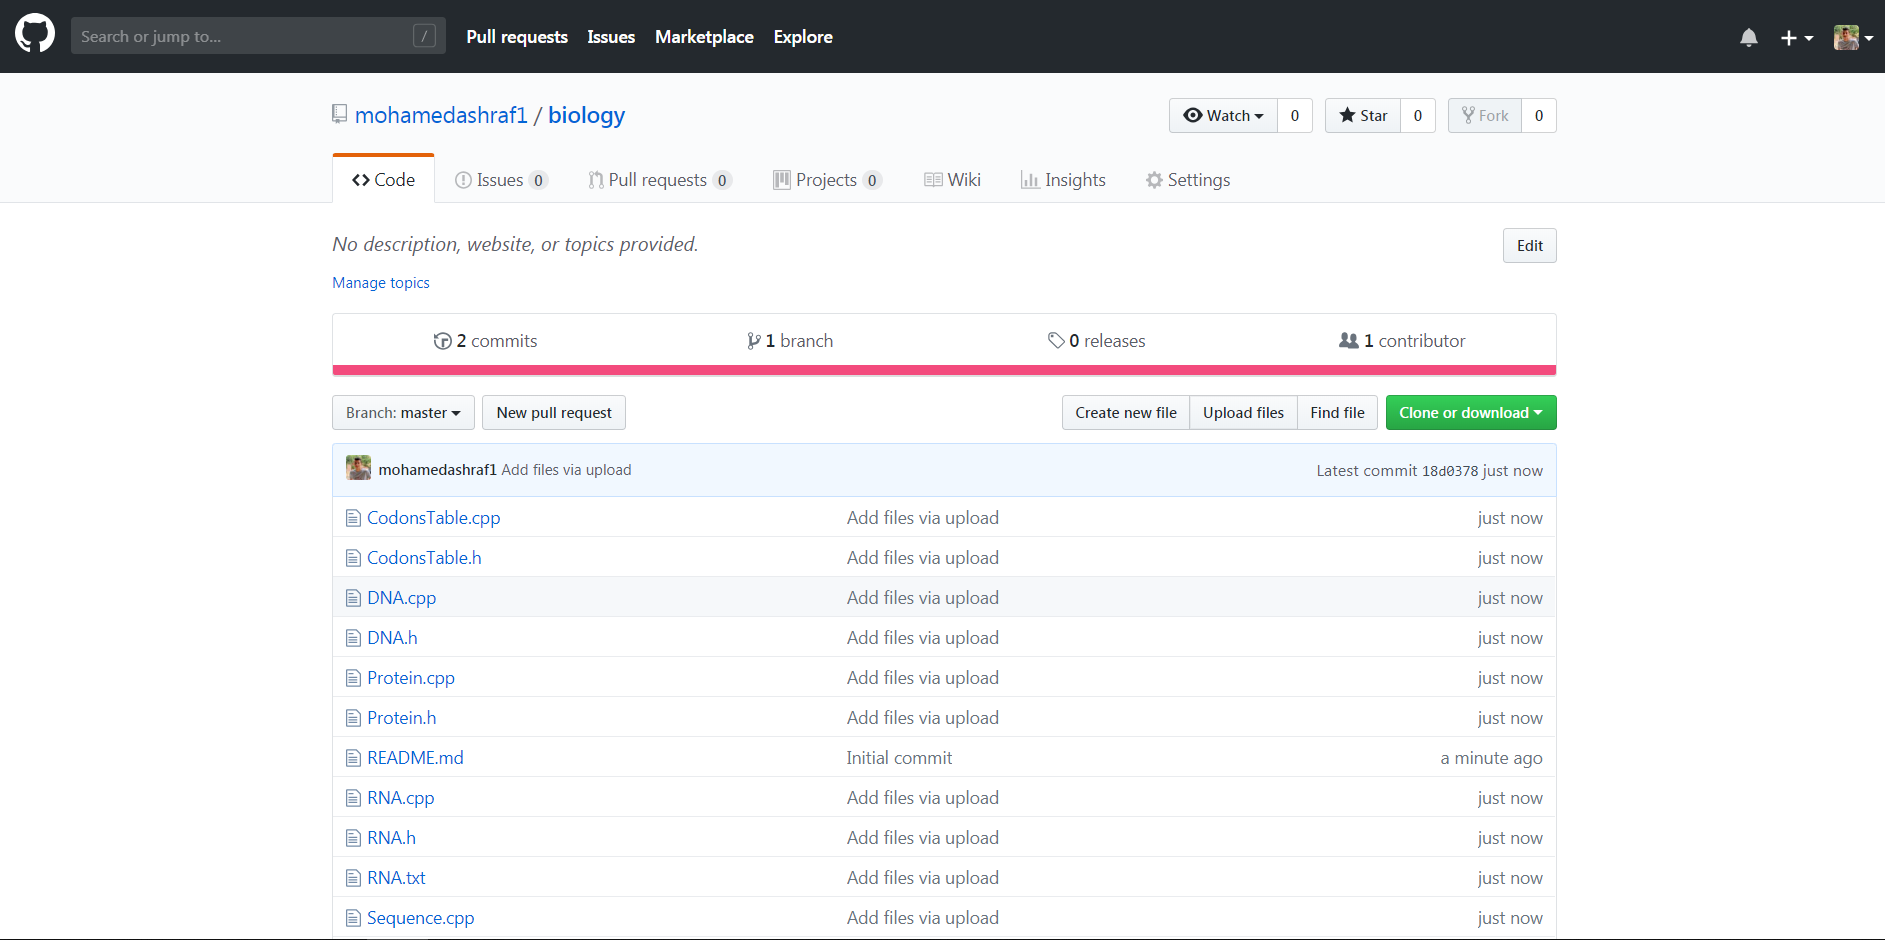 Search or jump to... / Pull requests Issues Marketplace Explore
mohamedashraf1 / biology Watch 0 Star 0 Fork 0
Code Issues 0 Pull requests 0 Projects 0 Wiki Insights Settings
No description, website, or topics provided. Edit
Manage topics
2 commits 1 branch 0 releases 1 contributor
Branch: master New pull request Create new file Upload files Find file Clone or download
mohamedashraf1 Add files via upload Latest commit 18d0378 just now
CodonsTable.cpp Add files via upload just now
CodonsTable.h Add files via upload just now
DNA.cpp Add files via upload just now
DNA.h Add files via upload just now
Protein.cpp Add files via upload just now
Protein.h Add files via upload just now
README.md Initial commit a minute ago
RNA.cpp Add files via upload just now
RNA.h Add files via upload just now
RNA.txt Add files via upload just now
Sequence.cpp Add files via upload just now